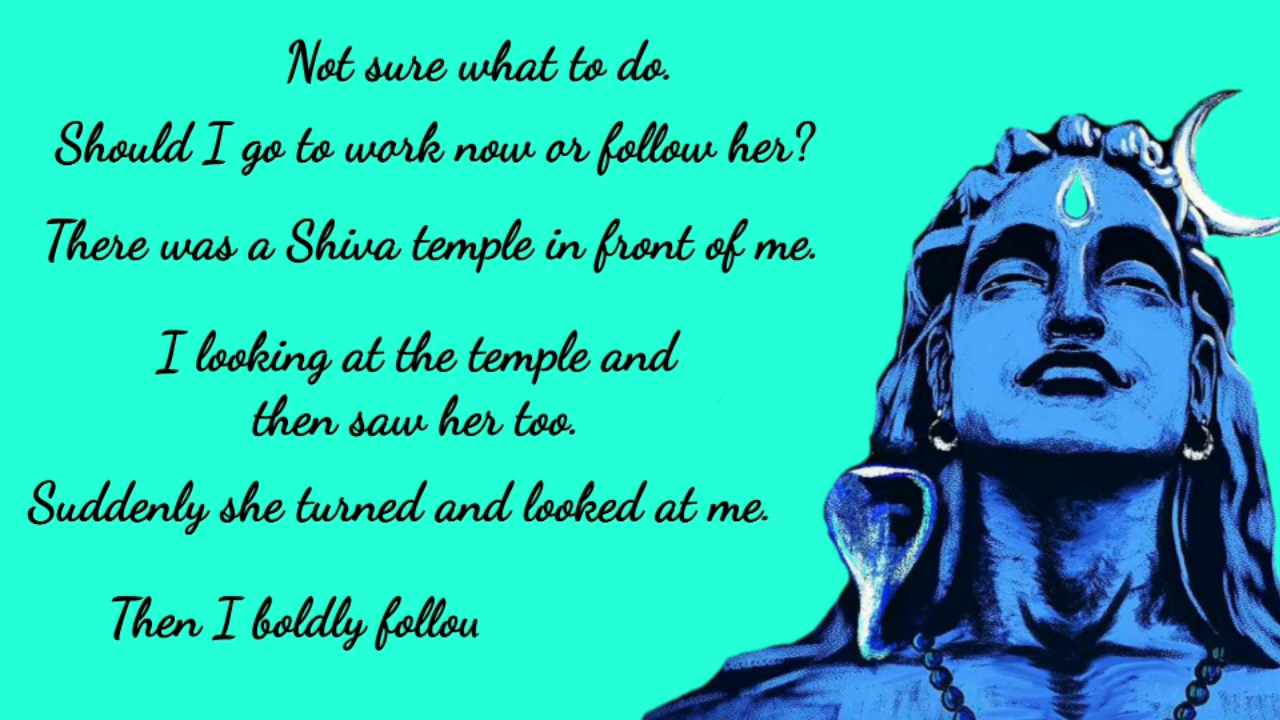 Not sure what to do.
Should I go to work now or follow her?
There was a Shiva temple in front of me.
I looking at the temple and
then saw her too.
Suddenly she turned and looked at me.
Then I boldly follou